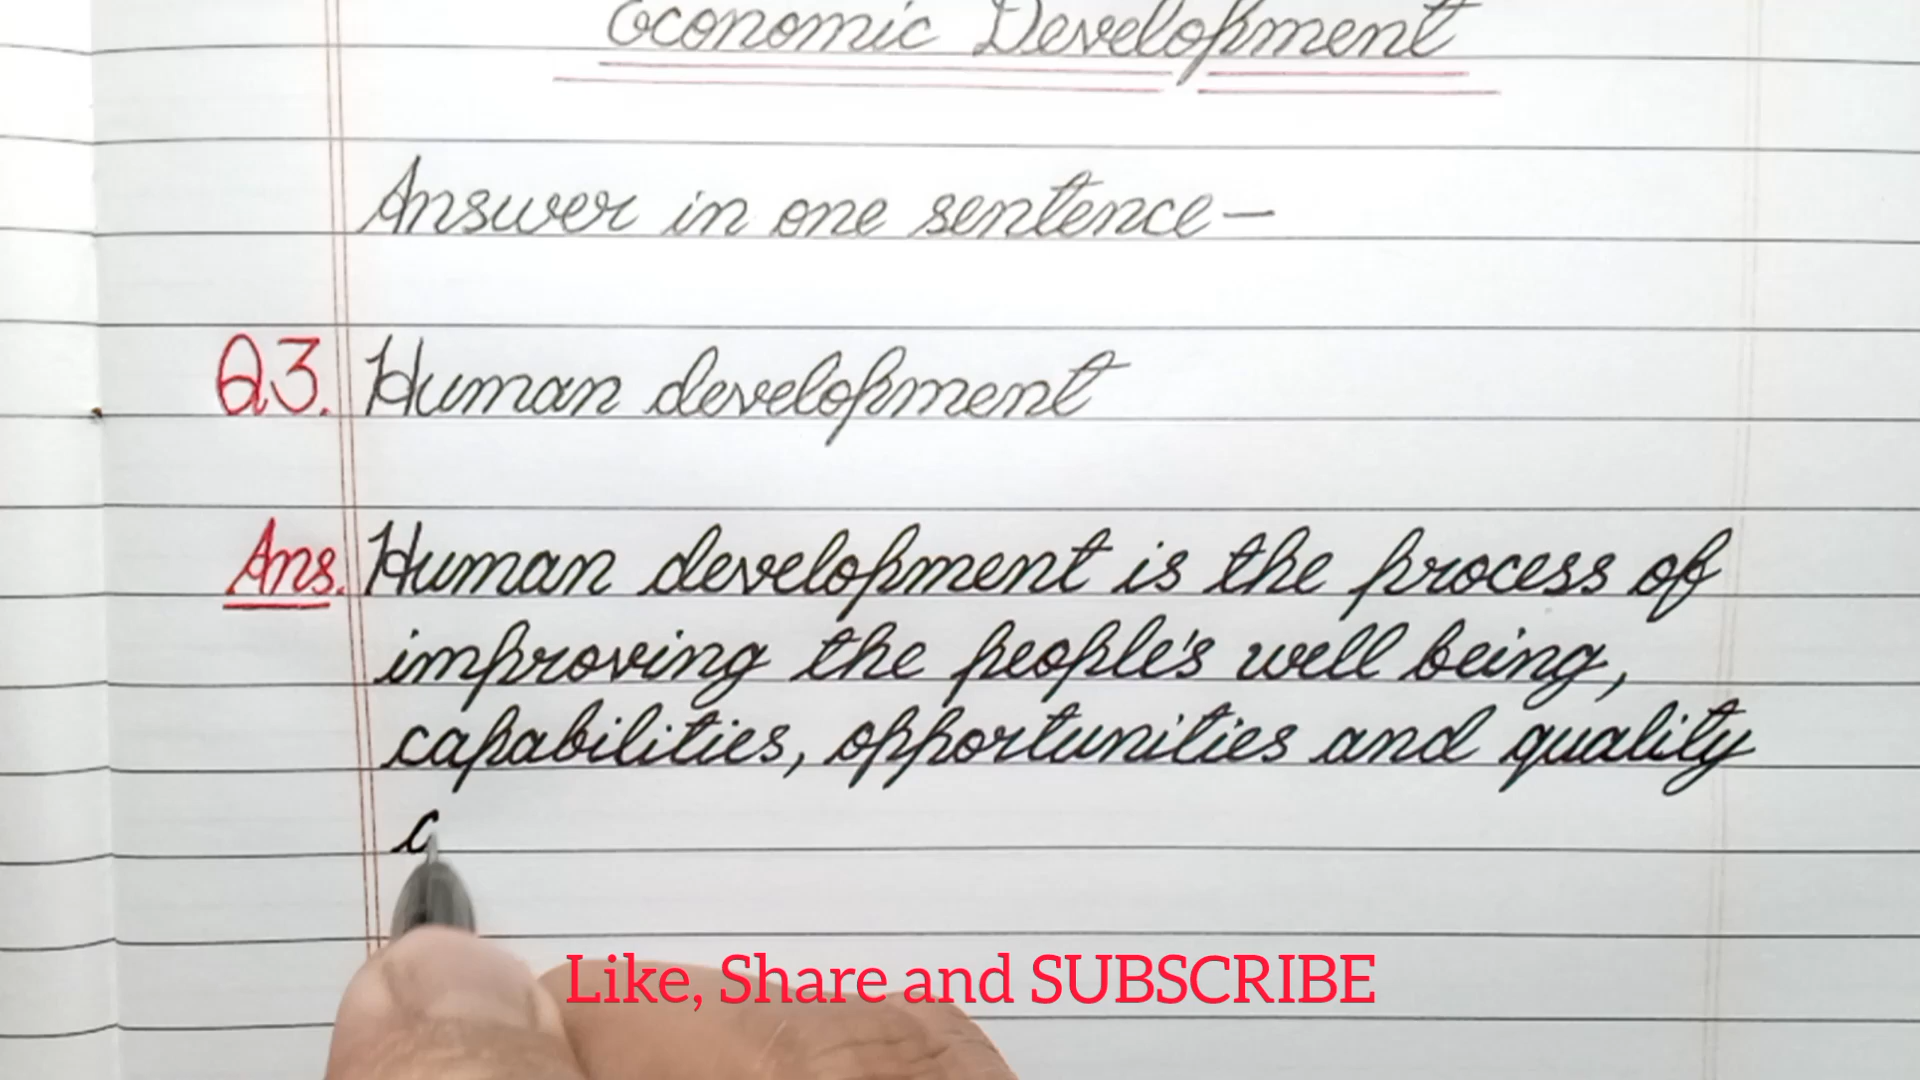 Economic Development
Answer in one sentence—
Q3. Human development
Ans. Human development is the process of
improving the people's well being,
capabilities, opportunities and quality
Like, Share and SUBSCRIBE